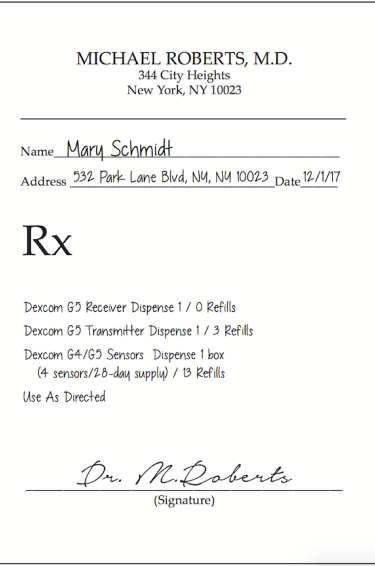 MICHAEL ROBERTS, M.D.
344 City Heights
New York, NY 10023
Name Mary Schmidt
Address 532 Park Lane Blvd, NY, NY 10023 Date 12/1/17
Rx
Dexcom G5 Receiver Dispense 1 / 0 Refills
Dexcom G5 Transmitter Dispense 1 / 3 Refills
Dexcom G4/G5 Sensors Dispense 1 box
(4 sensors/28-day supply) / 13 Refills
Use As Directed
Dr. M.Roberts
(Signature)